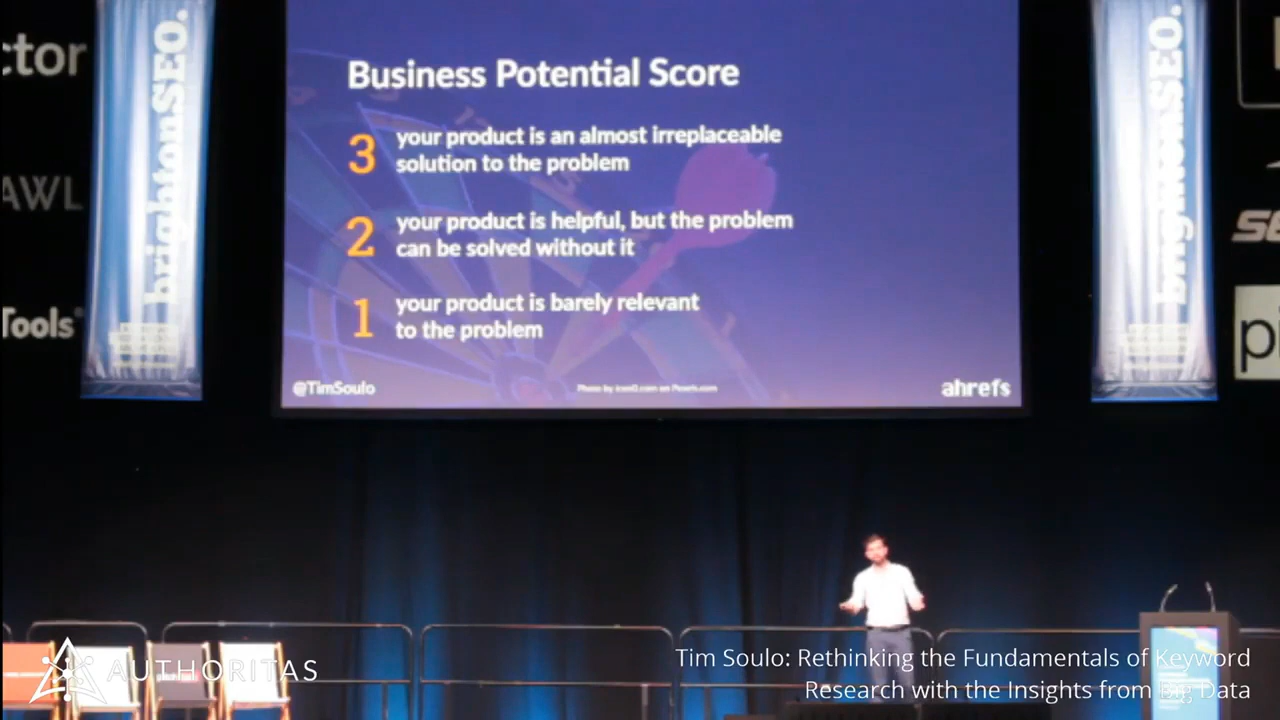 ctor
AWL
Tools
brightonSEO.
Business Potential Score
3 your product is an almost irreplaceable
solution to the problem
2 your product is helpful, but the problem
can be solved without it
1 your product is barely relevant
to the problem
@TimSoulo
ahrefs
brightonSEO.
AUTHORITAS
Tim Soulo: Rethinking the Fundamentals of Keyword
Research with the Insights from Big Data